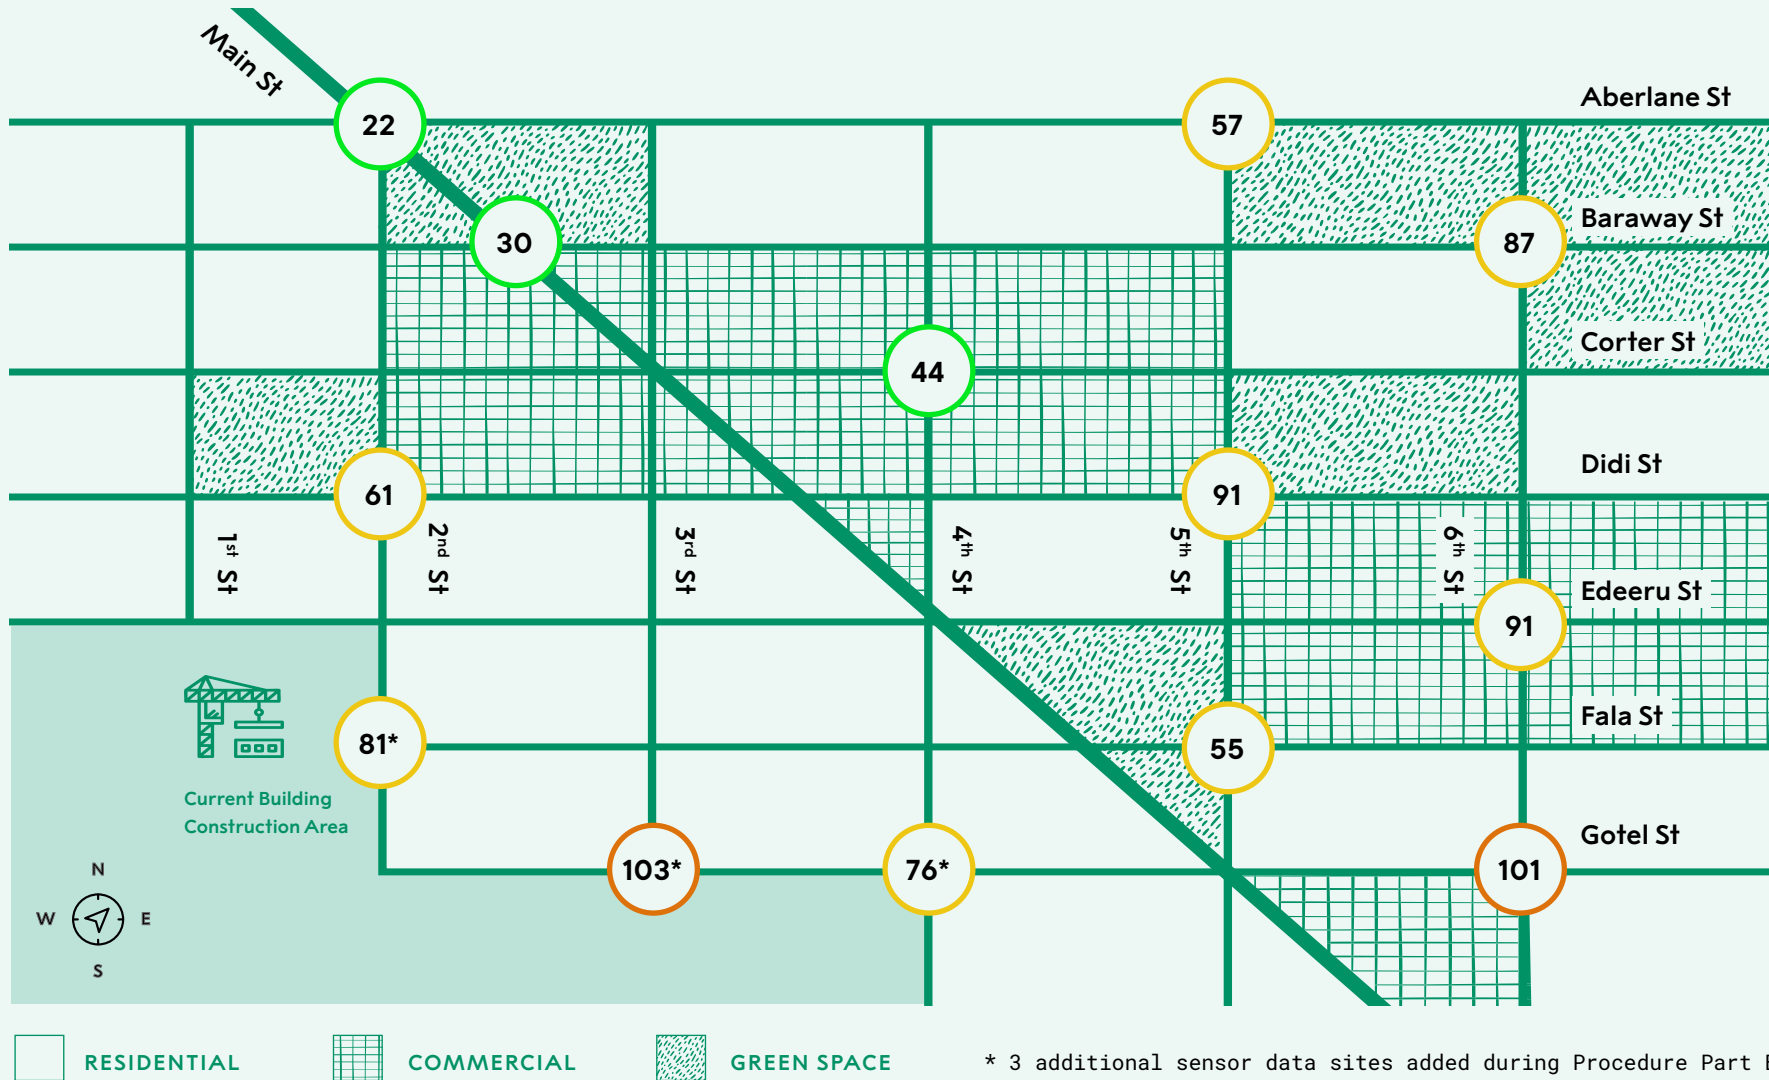 Main St
22
57
Aberlane St
30
87
Baraway St
44
Corter St
61
91
Didi St
1st St
2nd St
3rd St
4th St
5th St
6th St
91
Edeeru St
81*
55
Fala St
Current Building
Construction Area
103*
76*
101
Gotel St
N
W E
S
RESIDENTIAL
COMMERCIAL
GREEN SPACE
* 3 additional sensor data sites added during Procedure Part